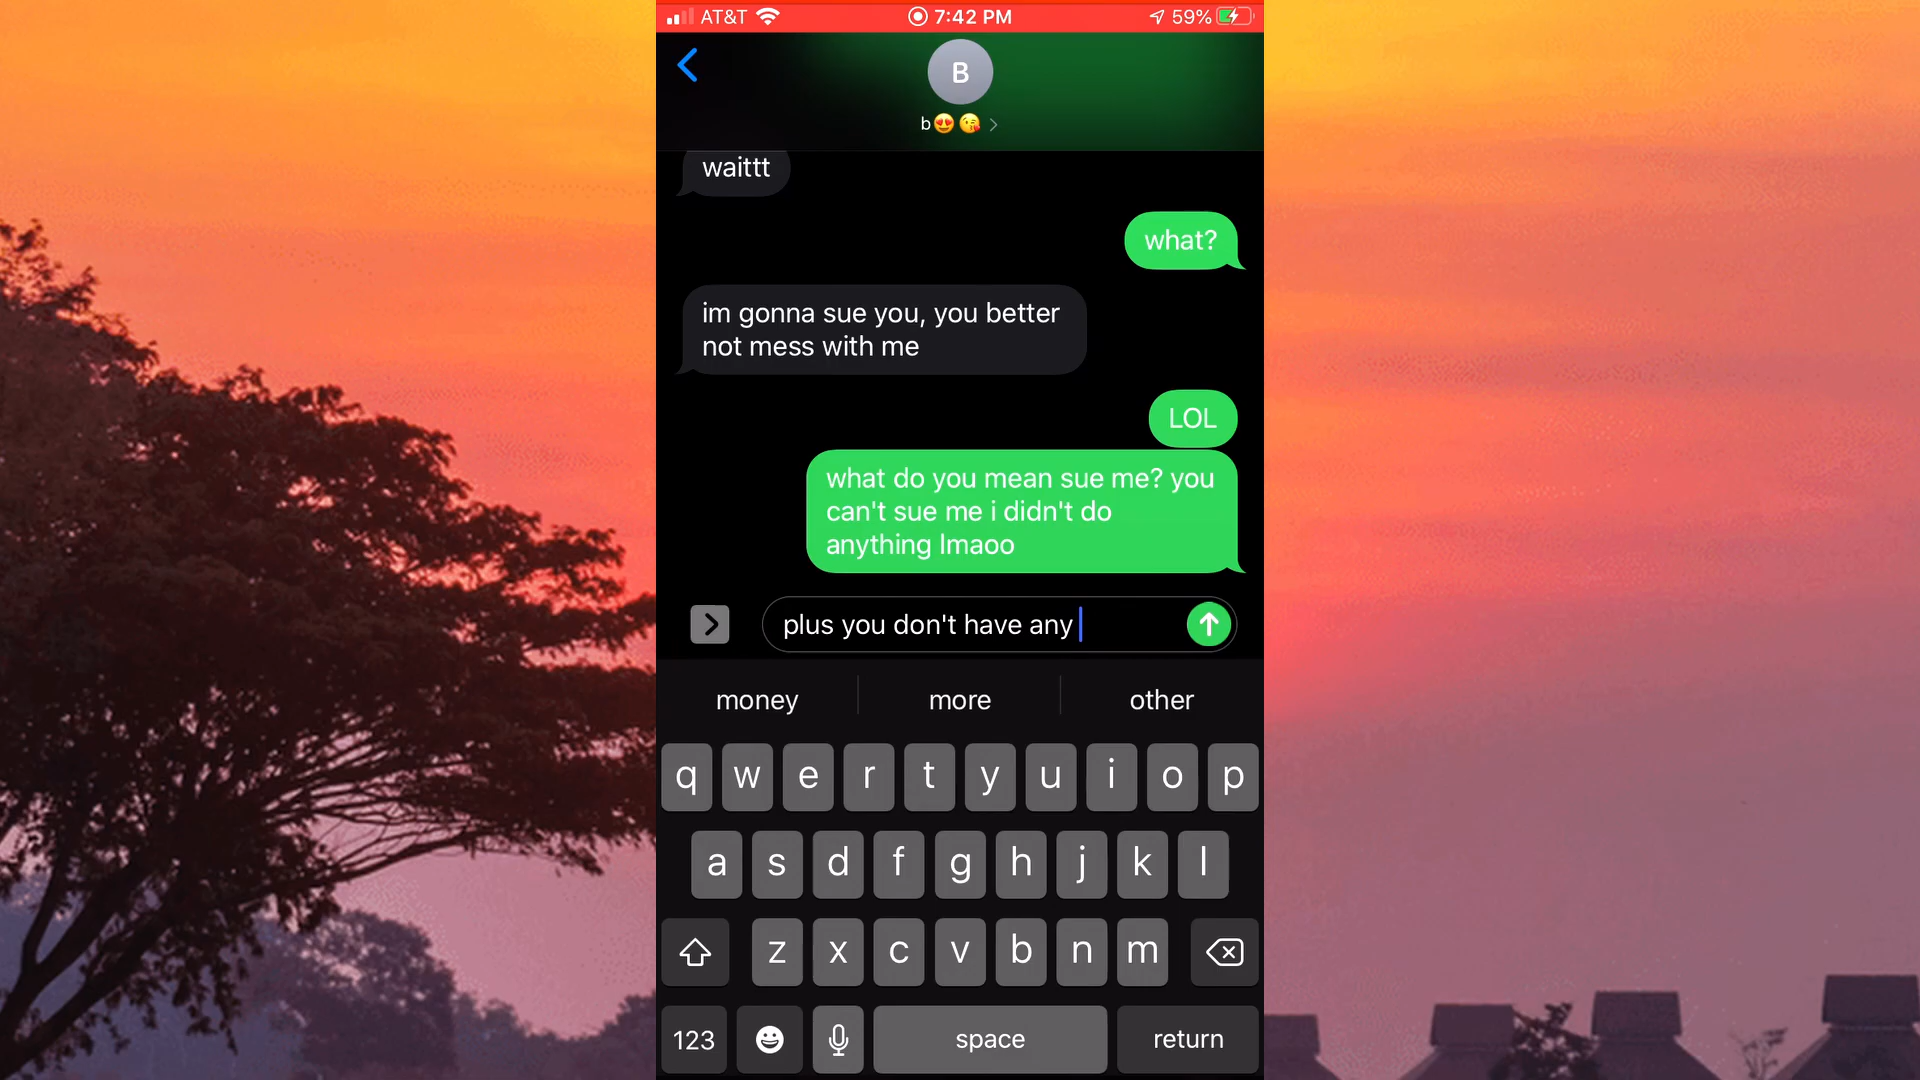 AT&T 7:42 PM 59%
B
b😍😘
waittt
what?
im gonna sue you, you better
not mess with me
LOL
what do you mean sue me? you
can't sue me i didn't do
anything lmaoo
plus you don't have any
money more other
q w e r t y u i o p
a s d f g h j k l
z x c v b n m
123 space return